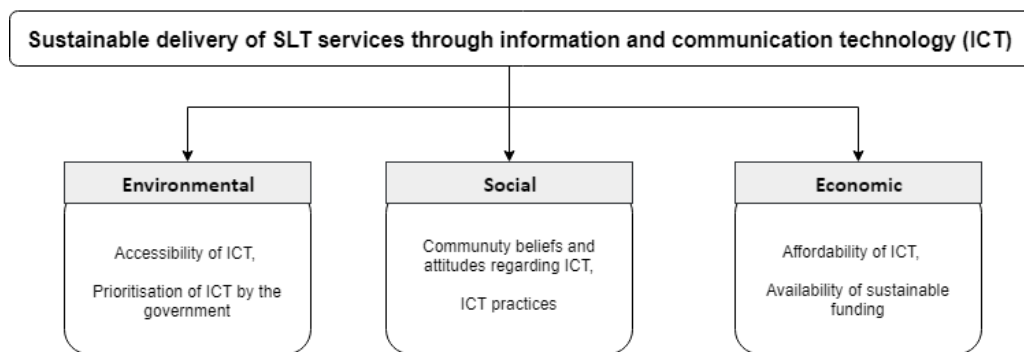 Sustainable delivery of SLT services through information and communication technology (ICT)
Environmental
Accessibility of ICT,
Prioritisation of ICT by the
government
Social
Communuty beliefs and
attitudes regarding ICT,
ICT practices
Economic
Affordability of ICT,
Availability of sustainable
funding